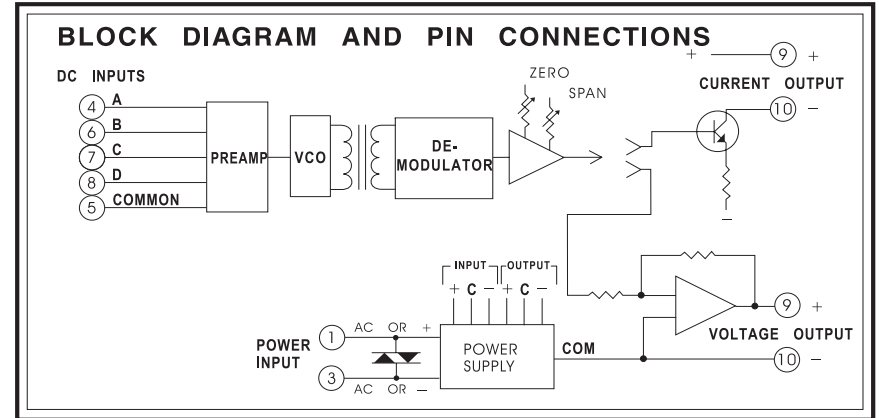 BLOCK DIAGRAM AND PIN CONNECTIONS
+ 9 +
DC INPUTS
ZERO
CURRENT OUTPUT
4 A
SPAN
10 −
6 B
7 C
PREAMP
VCO
DE-
MODULATOR
8 D
5 COMMON
−
INPUT OUTPUT
+ C − + C −
9 +
POWER
INPUT
1 AC OR +
POWER
SUPPLY
COM
VOLTAGE OUTPUT
10 −
3 AC OR −